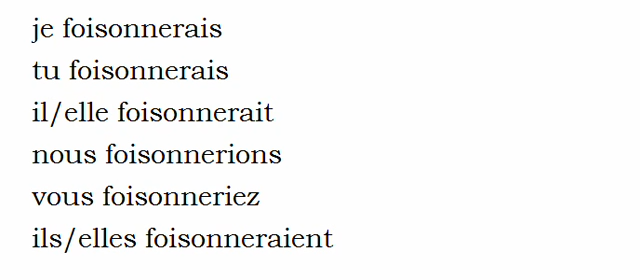 je foisonnerais
tu foisonnerais
il/elle foisonnerait
nous foisonnerions
vous foisonneriez
ils/elles foisonneraient